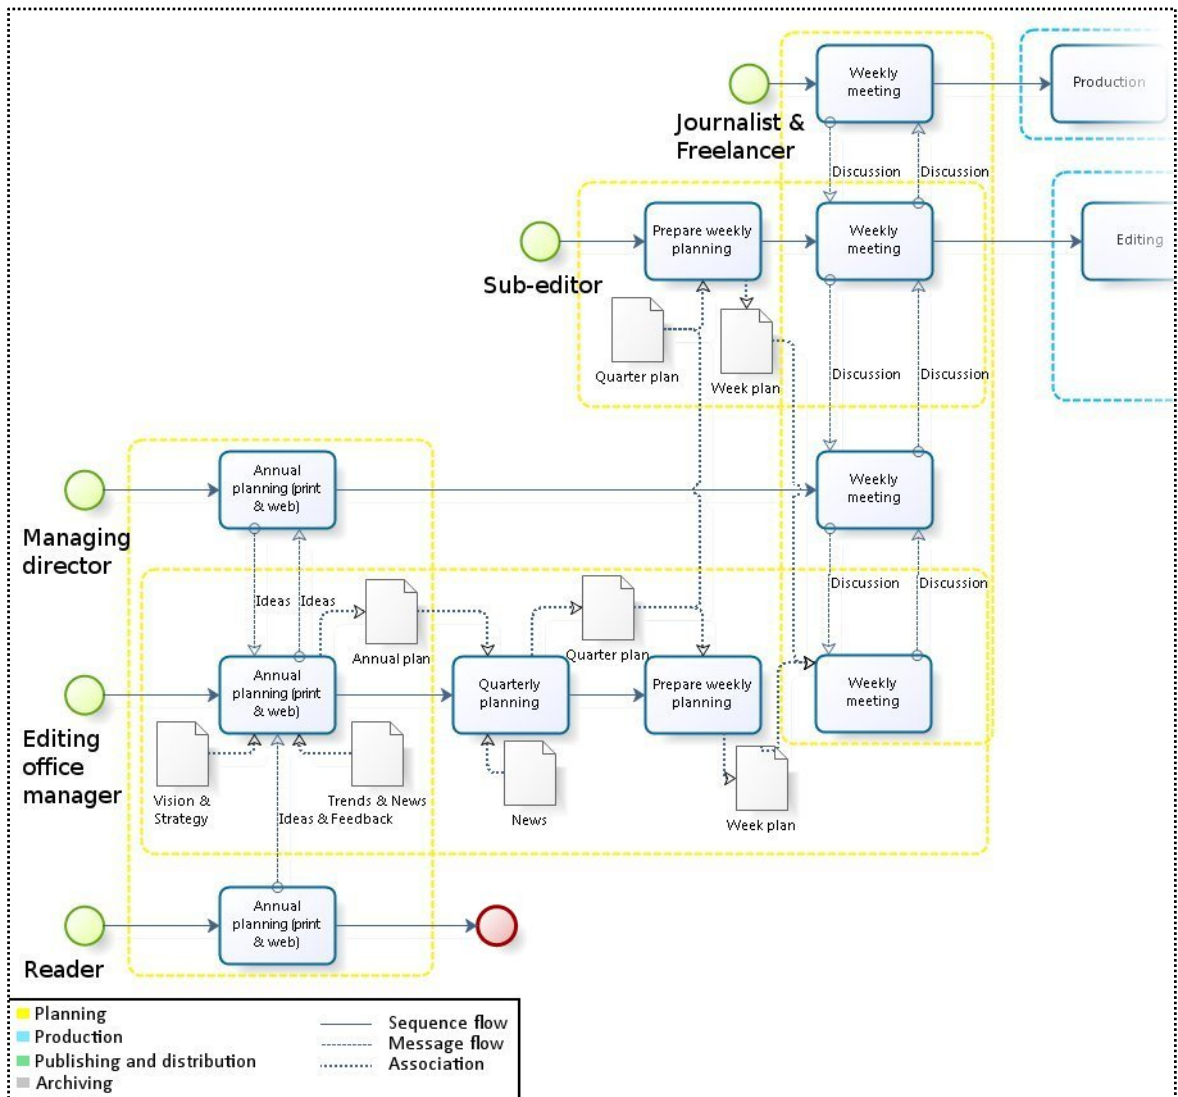 Weekly
meeting
Production
Journalist &
Freelancer
Discussion
Discussion
Prepare weekly
planning
Weekly
meeting
Editing
Sub-editor
Quarter plan
Week plan
Discussion
Discussion
Annual
planning (print
& web)
Weekly
meeting
Managing
director
Ideas
Ideas
Discussion
Discussion
Annual plan
Quarter plan
Annual
planning (print
& web)
Quarterly
planning
Prepare weekly
planning
Weekly
meeting
Editing
office
manager
Vision &
Strategy
Trends & News
Ideas & Feedback
News
Week plan
Annual
planning (print
& web)
Reader
Planning
Production
Publishing and distribution
Archiving
Sequence flow
Message flow
Association